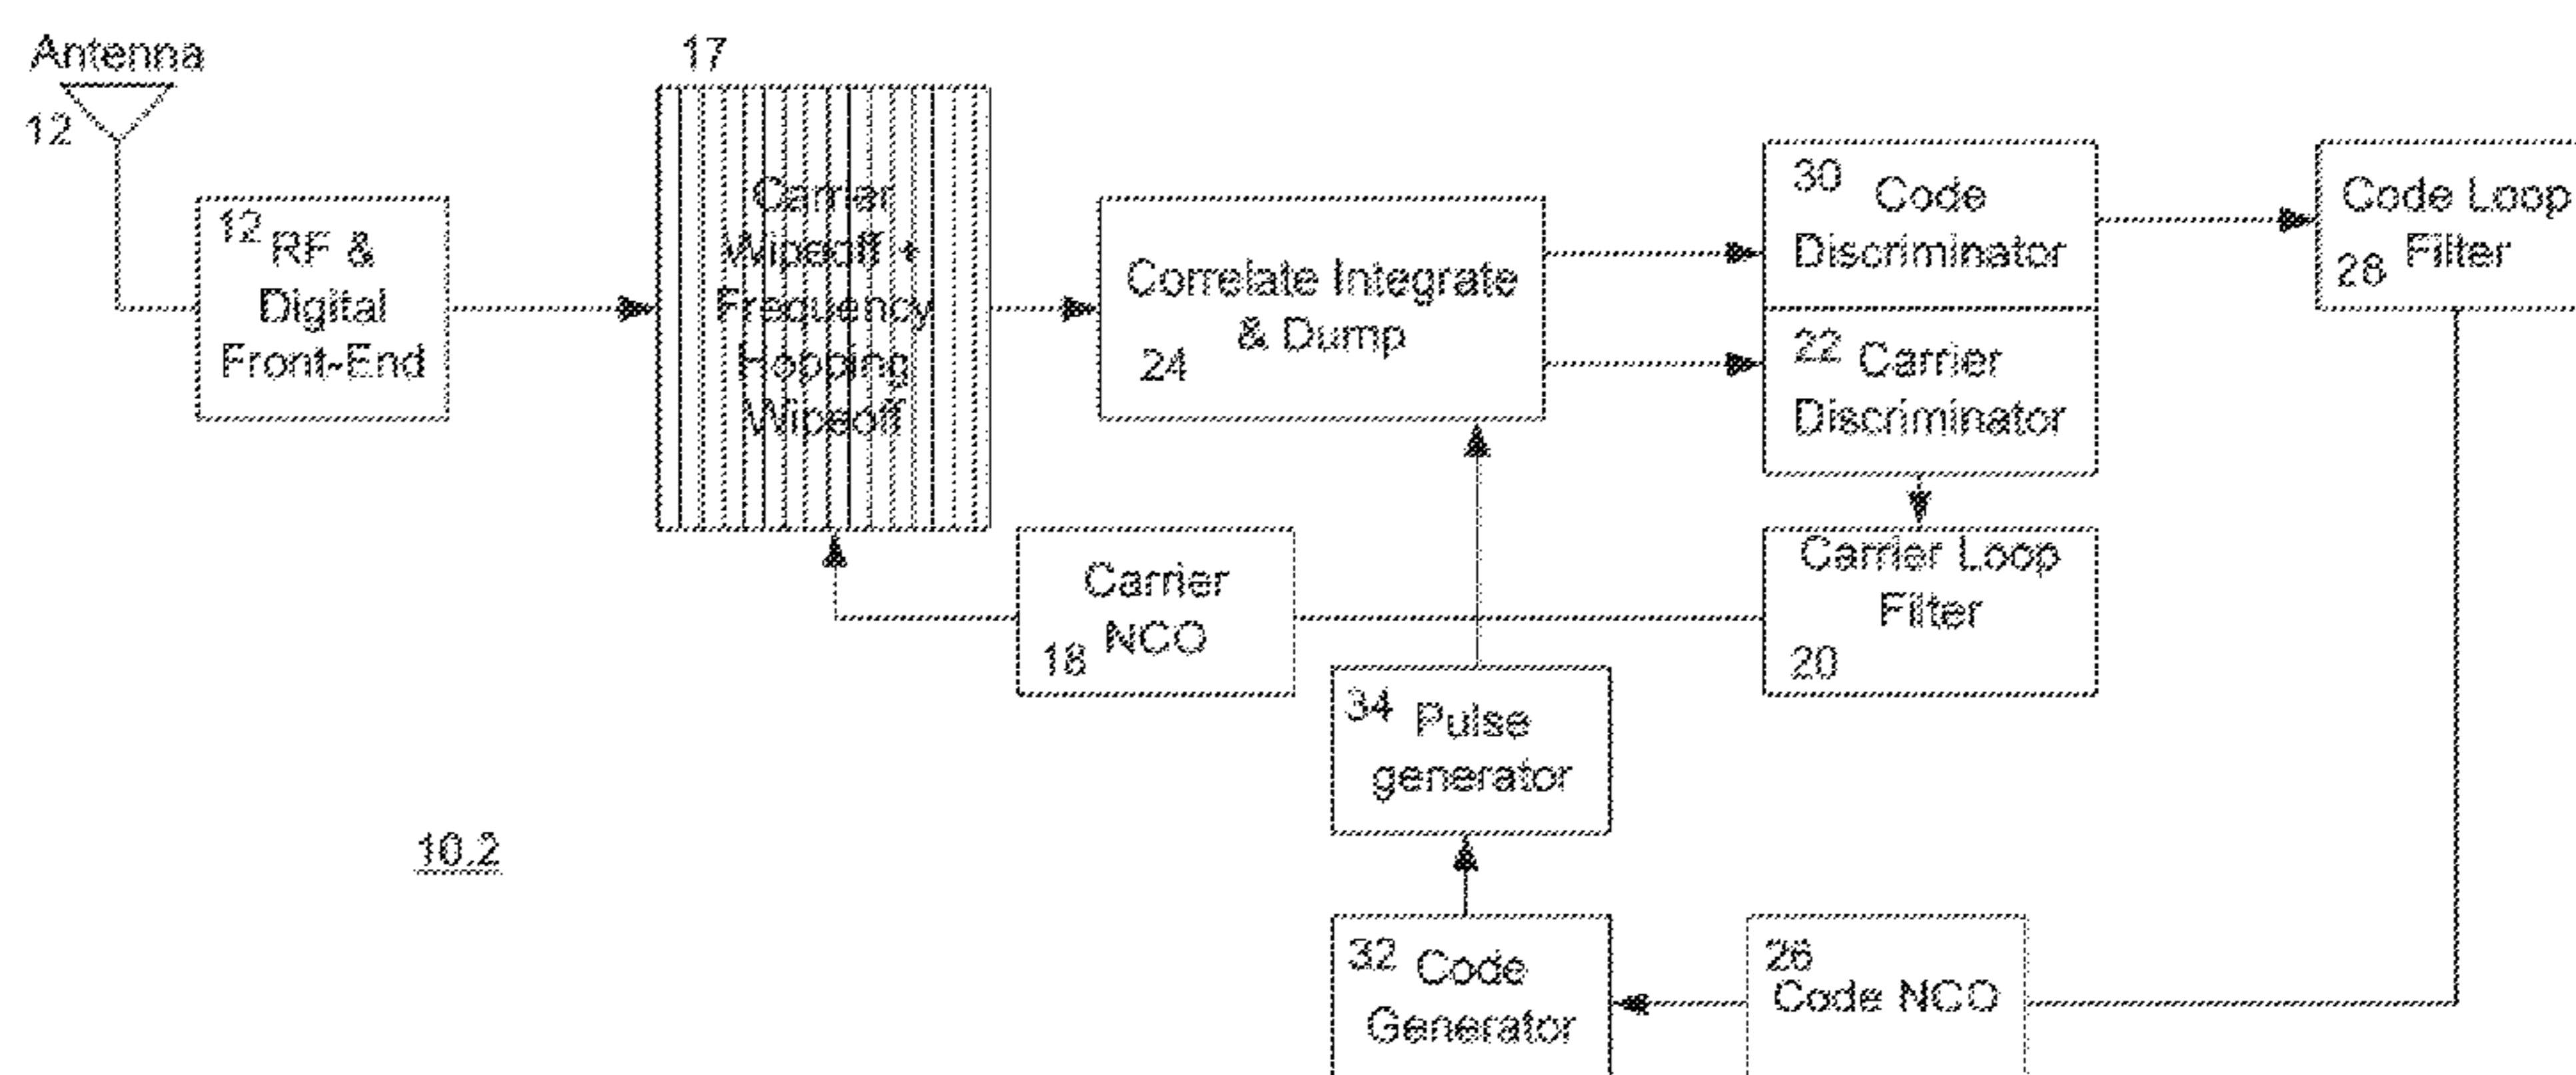 Antenna
12
12
RF &
Digital
Front-End
17
Carrier
Wipeoff +
Frequency
Hopping
Wipeoff
Correlate Integrate
& Dump
24
30
Code
Discriminator
22
Carrier
Discriminator
Code Loop
Filter
28
Carrier
NCO
18
Carrier Loop
Filter
20
34
Pulse
generator
10.2
32
Code
Generator
26
Code NCO